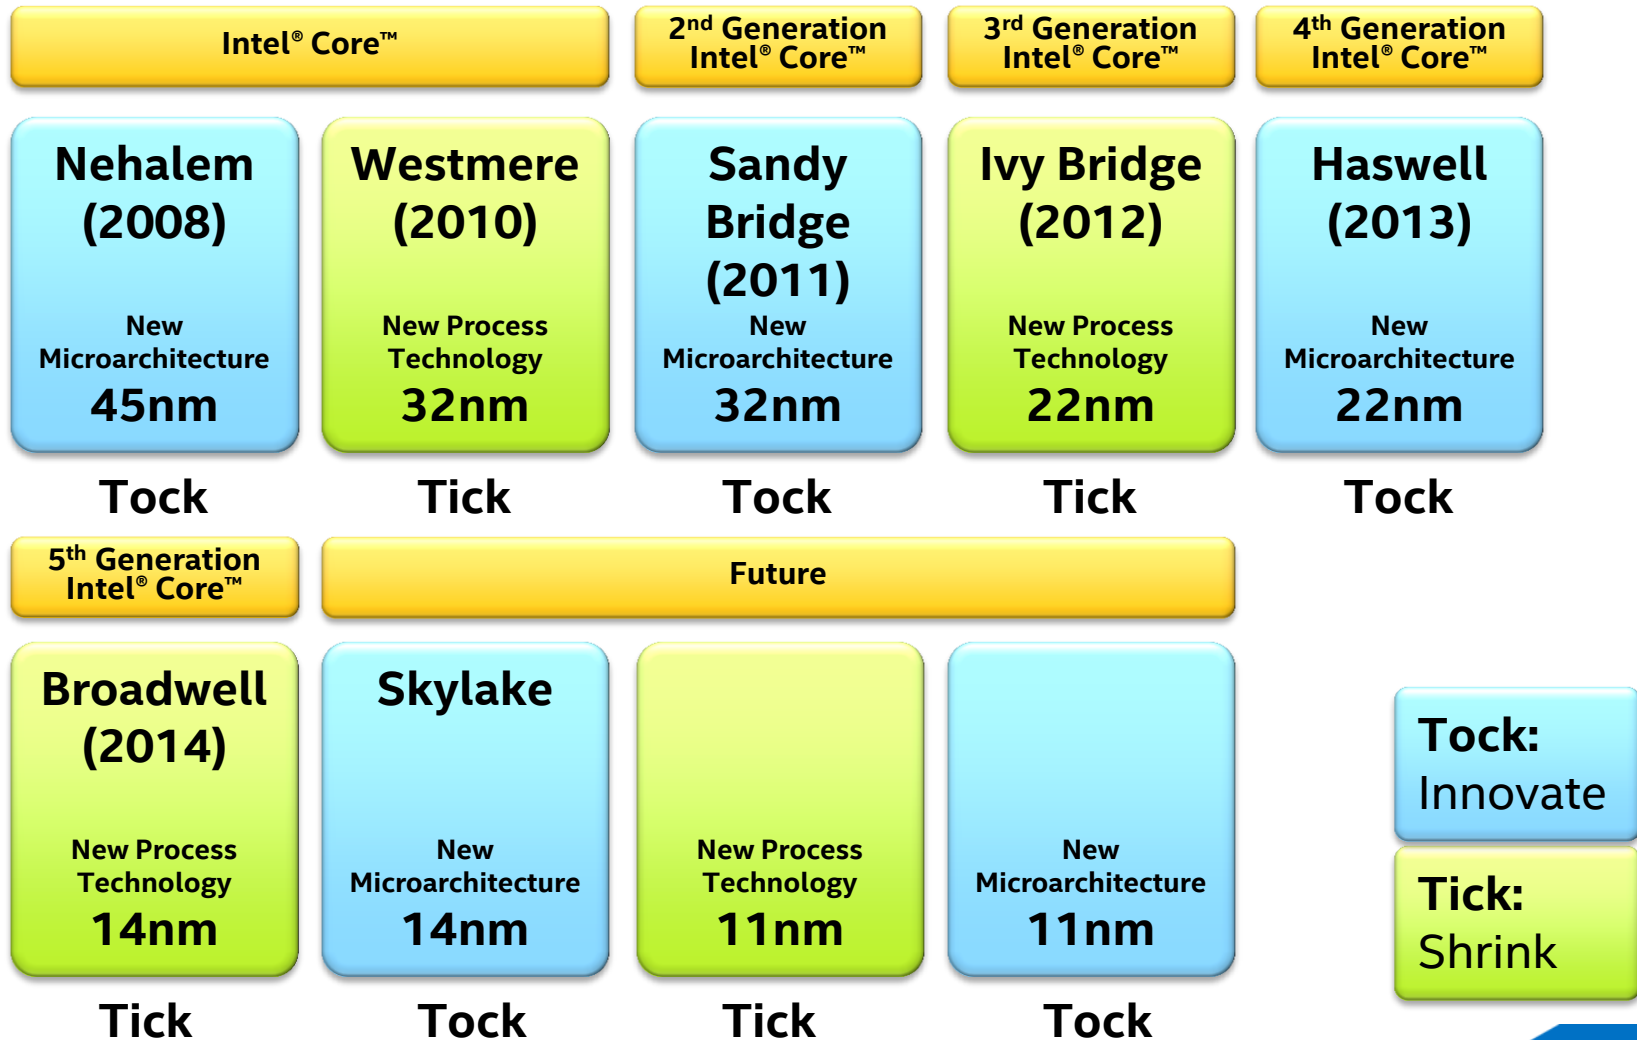 Intel® Core™
2nd Generation
Intel® Core™
3rd Generation
Intel® Core™
4th Generation
Intel® Core™
Nehalem
(2008)
New
Microarchitecture
45nm
Tock
Westmere
(2010)
New Process
Technology
32nm
Tick
Sandy
Bridge
(2011)
New
Microarchitecture
32nm
Tock
Ivy Bridge
(2012)
New Process
Technology
22nm
Tick
Haswell
(2013)
New
Microarchitecture
22nm
Tock
5th Generation
Intel® Core™
Future
Broadwell
(2014)
New Process
Technology
14nm
Tick
Skylake
New
Microarchitecture
14nm
Tock
New Process
Technology
11nm
Tick
New
Microarchitecture
11nm
Tock
Tock:
Innovate
Tick:
Shrink